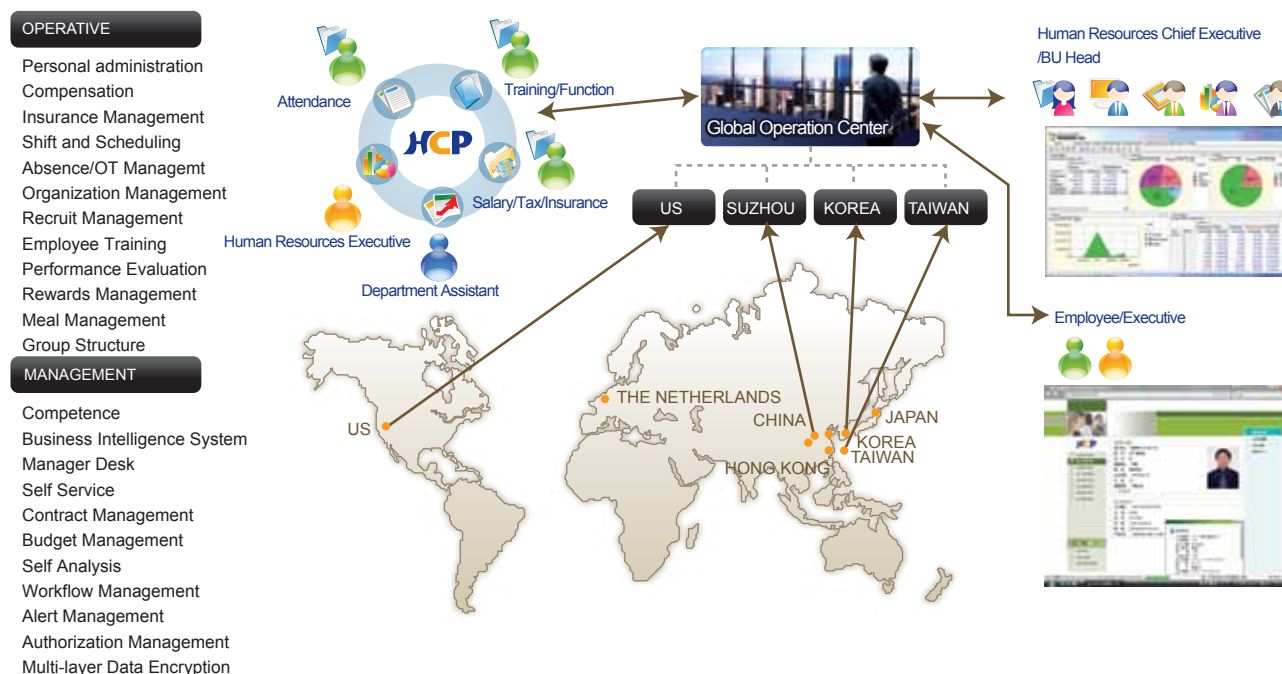 OPERATIVE
Personal administration
Compensation
Insurance Management
Shift and Scheduling
Absence/OT Managemt
Organization Management
Recruit Management
Employee Training
Performance Evaluation
Rewards Management
Meal Management
Group Structure
MANAGEMENT
Competence
Business Intelligence System
Manager Desk
Self Service
Contract Management
Budget Management
Self Analysis
Workflow Management
Alert Management
Authorization Management
Multi-layer Data Encryption
Attendance
Training/Function
HCP
Salary/Tax/Insurance
Human Resources Executive
Department Assistant
Global Operation Center
US
SUZHOU
KOREA
TAIWAN
Human Resources Chief Executive
/BU Head
Employee/Executive
US
THE NETHERLANDS
CHINA
JAPAN
KOREA
TAIWAN
HONG KONG